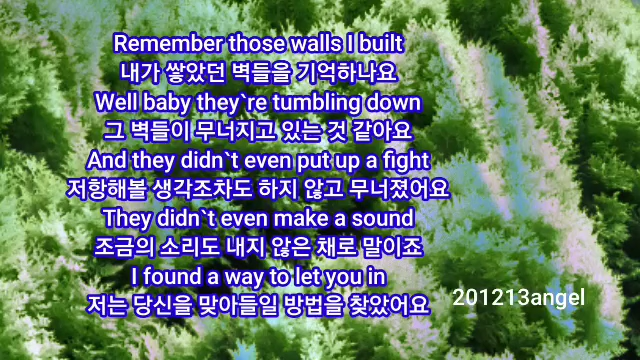 Remember those walls I built
내가 쌓았던 벽들을 기억하나요
Well baby they`re tumbling down
그 벽들이 무너지고 있는 것 같아요
And they didn`t even put up a fight
저항해볼 생각조차도 하지 않고 무너졌어요
They didn`t even make a sound
조금의 소리도 내지 않은 채로 말이죠
I found a way to let you in
저는 당신을 맞아들일 방법을 찾았어요
201213angel